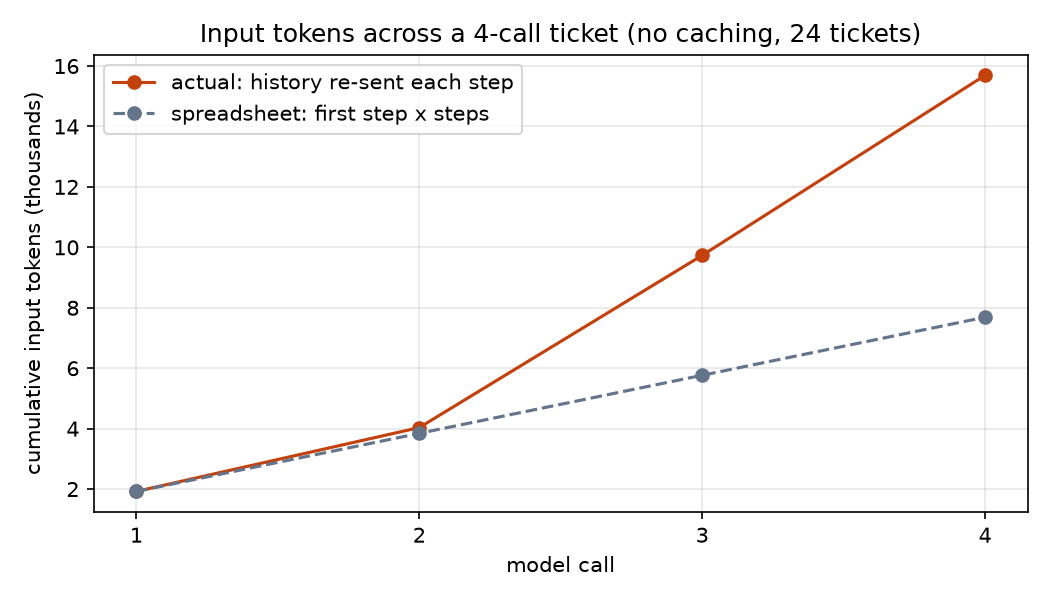 Input tokens across a 4-call ticket (no caching, 24 tickets)
actual: history re-sent each step
spreadsheet: first step x steps
cumulative input tokens (thousands)
16
14
12
10
8
6
4
2
1 2 3 4
model call